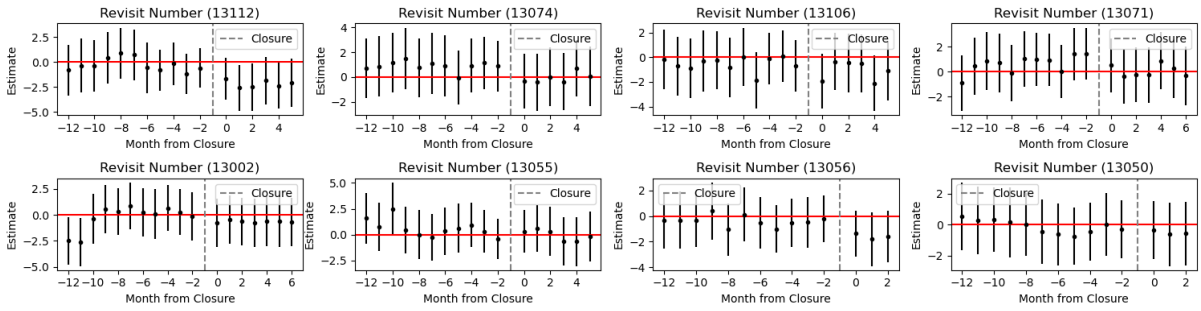 Revisit Number (13112)
Estimate
2.5
0.0
−2.5
−5.0
Closure
−12 −10 −8 −6 −4 −2 0 2 4
Month from Closure
Revisit Number (13074)
Estimate
4
2
0
−2
Closure
−12 −10 −8 −6 −4 −2 0 2 4
Month from Closure
Revisit Number (13106)
Estimate
2
0
−2
−4
Closure
−12 −10 −8 −6 −4 −2 0 2 4
Month from Closure
Revisit Number (13071)
Estimate
2
0
−2
Closure
−12 −10 −8 −6 −4 −2 0 2 4 6
Month from Closure
Revisit Number (13002)
Estimate
2.5
0.0
−2.5
−5.0
Closure
−12 −10 −8 −6 −4 −2 0 2 4 6
Month from Closure
Revisit Number (13055)
Estimate
5.0
2.5
0.0
−2.5
Closure
−12 −10 −8 −6 −4 −2 0 2 4
Month from Closure
Revisit Number (13056)
Estimate
2
0
−2
−4
Closure
−12 −10 −8 −6 −4 −2 0 2
Month from Closure
Revisit Number (13050)
Estimate
2
0
−2
Closure
−12 −10 −8 −6 −4 −2 0 2
Month from Closure